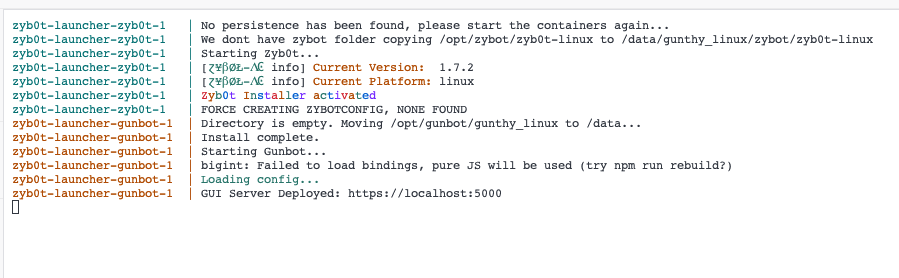 zyb0t-launcher-zyb0t-1 | No persistence has been found, please start the containers again...
zyb0t-launcher-zyb0t-1 | We dont have zybot folder copying /opt/zybot/zyb0t-linux to /data/gunthy_linux/zybot/zyb0t-linux
zyb0t-launcher-zyb0t-1 | Starting Zyb0t...
zyb0t-launcher-zyb0t-1 | [ info] Current Version: 1.7.2
zyb0t-launcher-zyb0t-1 | [ info] Current Platform: linux
zyb0t-launcher-zyb0t-1 | Zyb0t Installer activated
zyb0t-launcher-zyb0t-1 | FORCE CREATING ZYBOTCONFIG, NONE FOUND
zyb0t-launcher-gunbot-1 | Directory is empty. Moving /opt/gunbot/gunthy_linux to /data...
zyb0t-launcher-gunbot-1 | Install complete.
zyb0t-launcher-gunbot-1 | Starting Gunbot...
zyb0t-launcher-gunbot-1 | bigint: Failed to load bindings, pure JS will be used (try npm run rebuild?)
zyb0t-launcher-gunbot-1 | Loading config...
zyb0t-launcher-gunbot-1 | GUI Server Deployed: https://localhost:5000